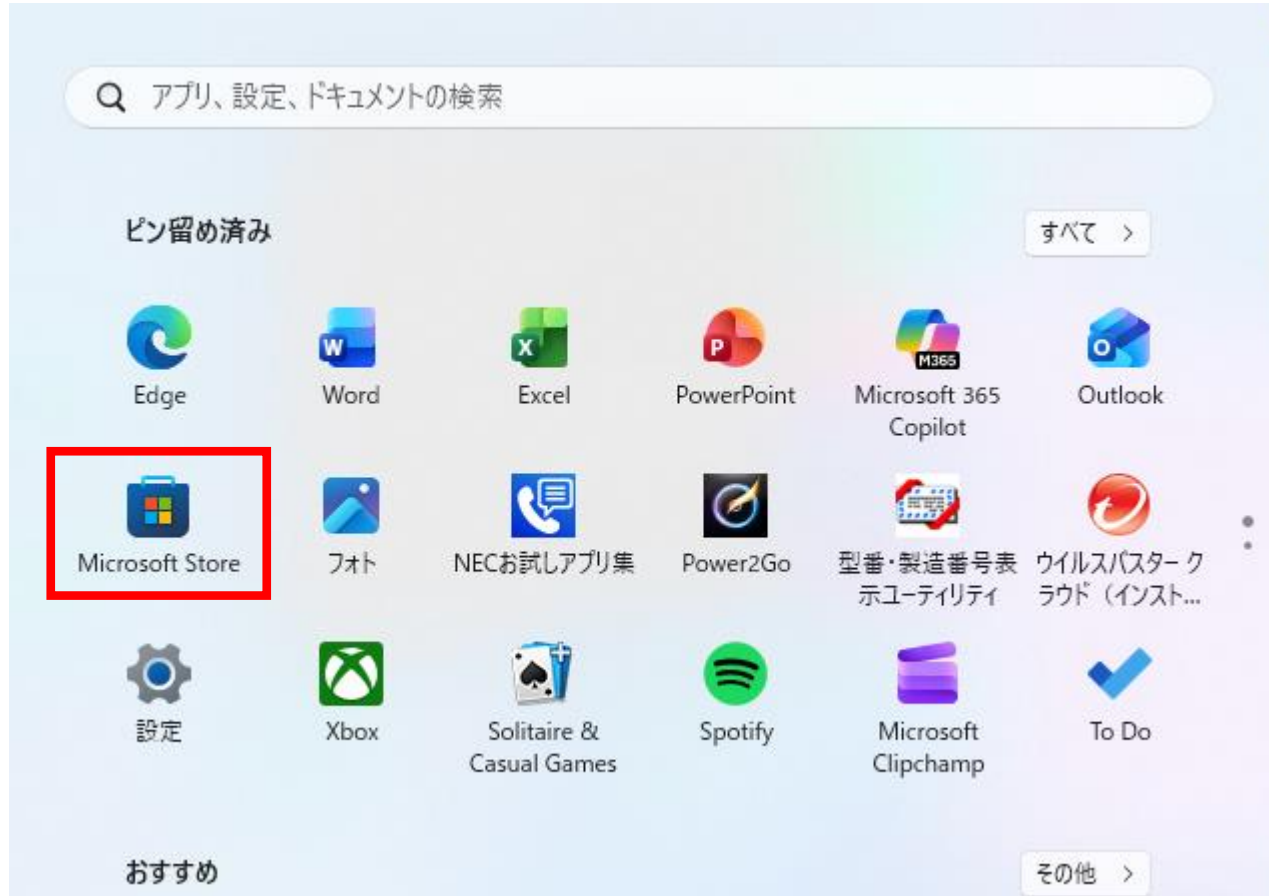 アプリ、設定、ドキュメントの検索
ピン留め済み
すべて >
Edge
W
Word
X
Excel
P
PowerPoint
M365
Microsoft 365
Copilot
O
Outlook
Microsoft Store
フォト
NECお試しアプリ集
Power2Go
型番・製造番号表
示ユーティリティ
ウイルスバスター ク
ラウド（インスト...
設定
Xbox
Solitaire &
Casual Games
Spotify
Microsoft
Clipchamp
To Do
おすすめ
その他 >